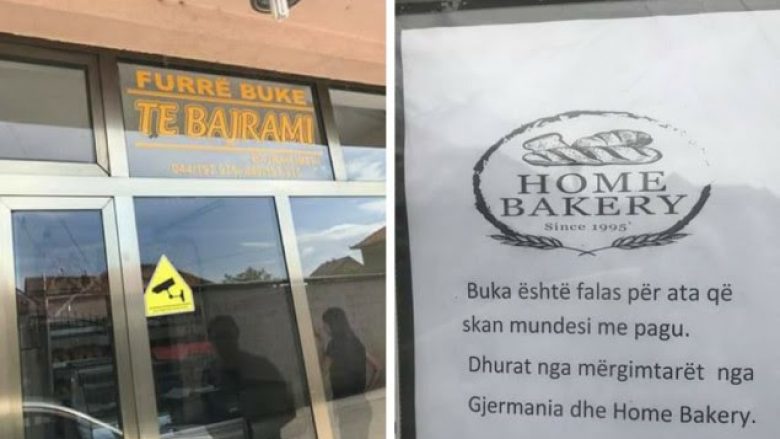 FURRË BUKE
TE BAJRAMI
HOME
BAKERY
Since 1995'
Buka është falas për ata që
skan mundesi me pagu.
Dhurat nga mërgimtarët nga
Gjermania dhe Home Bakery.